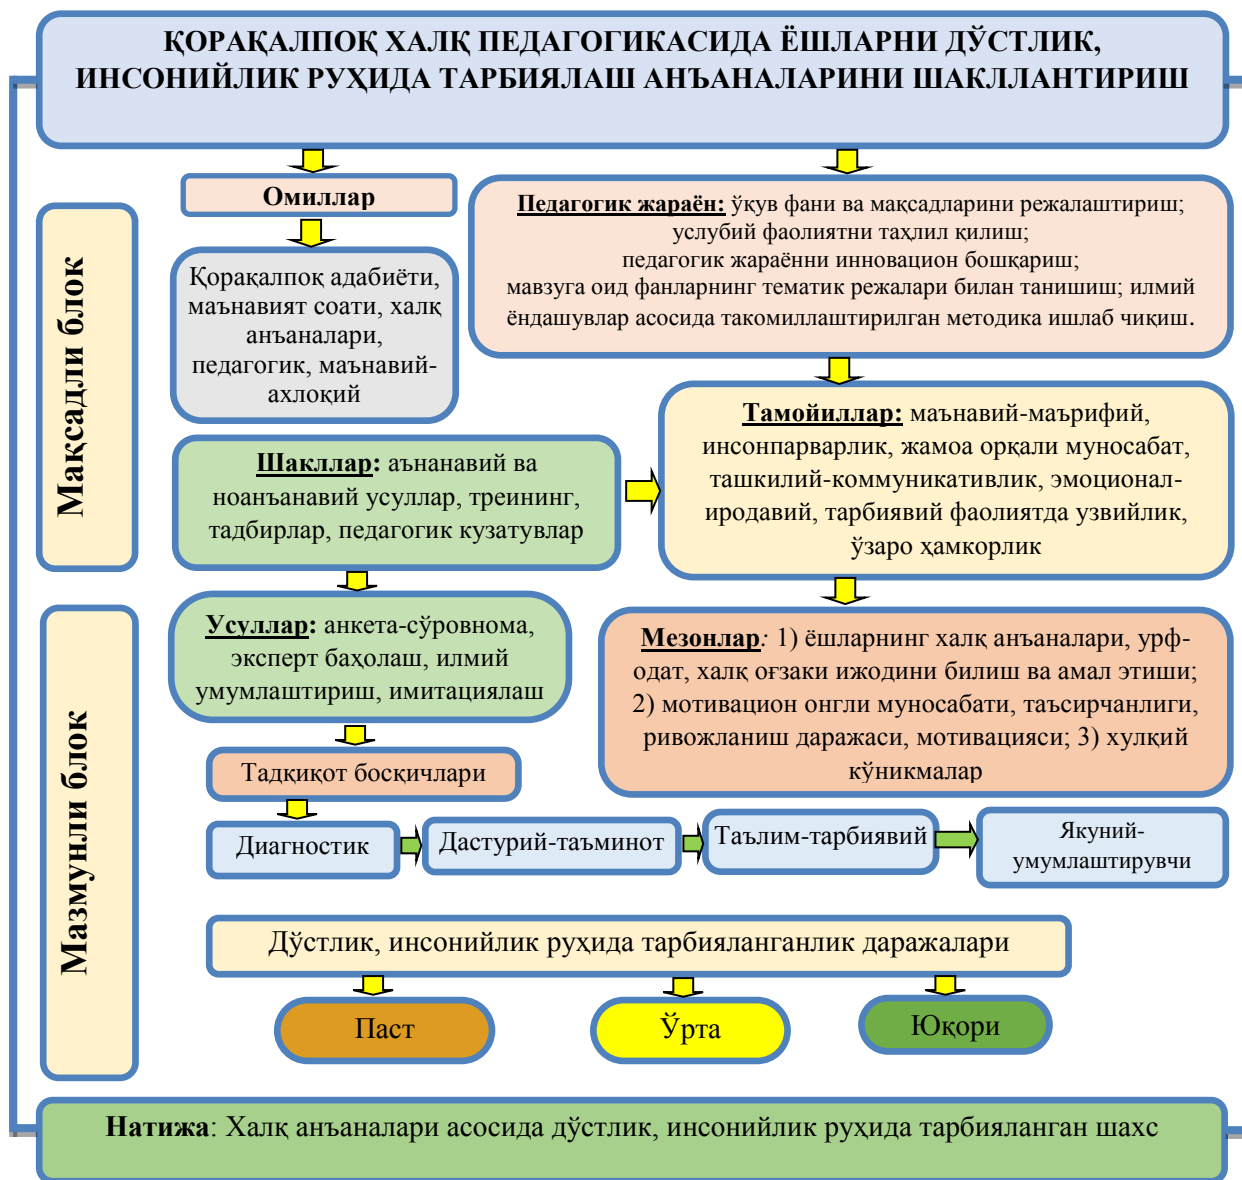 ҚОРАҚАЛПОҚ ХАЛҚ ПЕДАГОГИКАСИДА ЁШЛАРНИ ДЎСТЛИК,
ИНСОНИЙЛИК РУҲИДА ТАРБИЯЛАШ АНЪАНАЛАРИНИ ШАКЛЛАНТИРИШ
Мақсадли блок
Омиллар
Қорақалпоқ адабиёти,
маънавият соати, халқ
анъаналари,
педагогик, маънавий-
ахлоқий
Педагогик жараён: ўқув фани ва мақсадларини режалаштириш;
услубий фаолиятни таҳлил қилиш;
педагогик жараённи инновацион бошқариш;
мавзуга оид фанларнинг тематик режалари билан танишиш; илмий
ёндашувлар асосида такомиллаштирилган методика ишлаб чиқиш.
Шакллар: аънанавий ва
ноанъанавий усуллар, треининг,
тадбирлар, педагогик кузатувлар
Тамойиллар: маънавий-маърифий,
инсонпарварлик, жамоа орқали муносабат,
ташкилий-коммуникативлик, эмоционал-
иродавий, тарбиявий фаолиятда узвийлик,
ўзаро ҳамкорлик
Мазмунли блок
Усуллар: анкета-сўровнома,
эксперт баҳолаш, илмий
умумлаштириш, имитациялаш
Мезонлар: 1) ёшларнинг халқ анъаналари, урф-
одат, халқ оғзаки ижодини билиш ва амал этиши;
2) мотивацион онгли муносабати, таъсирчанлиги,
ривожланиш даражаси, мотивацияси; 3) хулқий
кўникмалар
Тадқиқот босқичлари
Диагностик
Дастурий-таъминот
Таълим-тарбиявий
Якуний-
умумлаштирувчи
Дўстлик, инсонийлик руҳида тарбияланганлик даражалари
Паст
Ўрта
Юқори
Натижа: Халқ анъаналари асосида дўстлик, инсонийлик руҳида тарбияланган шахс